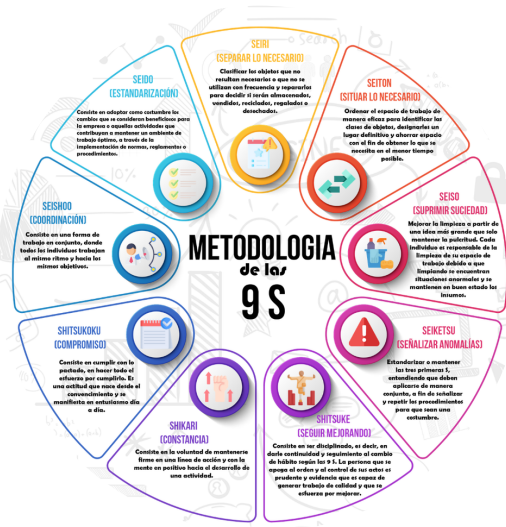 SEIRI
(SEPARAR LO NECESARIO)
Clasificar los objetos que no
resultan necesarios o que no se
utilizan con frecuencia y separarlos
para decidir si serán almacenados,
vendidos, reciclados, regalados o
desechados.
SEITON
(SITUAR LO NECESARIO)
Ordenar el espacio de trabajo de
manera eficaz para identificar las
clases de objetos, designarles un
lugar definitivo y ahorrar espacio
con el fin de obtener lo que se
necesita en el menor tiempo
posible.
SEISO
(SUPRIMIR SUCIEDAD)
Mejorar la limpieza a partir de
una idea más grande que solo
mantener la pulcritud. Cada
individuo es responsable de la
limpieza de su espacio de
trabajo debido a que
limpiando se encuentran
situaciones anormales y se
mantienen en buen estado los
insumos.
SEIKETSU
(SEÑALIZAR ANOMALÍAS)
Estandarizar o mantener
las tres primeras S,
entendiendo que deban
aplicarse de manera
conjunta, a fin de señalizar
y repetir los procedimientos
para que sean una
costumbre.
SHITSUKE
(SEGUIR MEJORANDO)
Consiste en ser disciplinado, es decir, en
darle continuidad y seguimiento al cambio
de hábito según las 9 S. La persona que se
apega al orden y al control de sus actos es
prudente y evidencia que es capaz de
generar trabajo de calidad y que se
esfuerza por mejorar.
SHIKARI
(CONSTANCIA)
Consiste en la voluntad de mantenerse
firme en una línea de acción y con la
mente en positivo hacia el desarrollo de
una actividad.
SHITSUKOKU
(COMPROMISO)
Consiste en cumplir con lo
pactado, en hacer todo el
esfuerzo por cumplirlo. Es
una actitud que nace desde el
convencimiento y se
manifiesta en entusiasmo día
a día.
SEISHOO
(COORDINACIÓN)
Consiste en una forma de
trabajo en conjunto, donde
todos los individuos trabajan
al mismo ritmo y hacia los
mismos objetivos.
SEIDO
(ESTANDARIZACIÓN)
Consiste en adoptar como costumbre los
cambios que se consideran beneficiosos para
la empresa o aquellas actividades que
contribuyen a mantener un ambiente de
trabajo óptimo, a través de la
implementación de normas, reglamentos o
procedimientos.
METODOLOGIA
de las
9 S
Search
10%